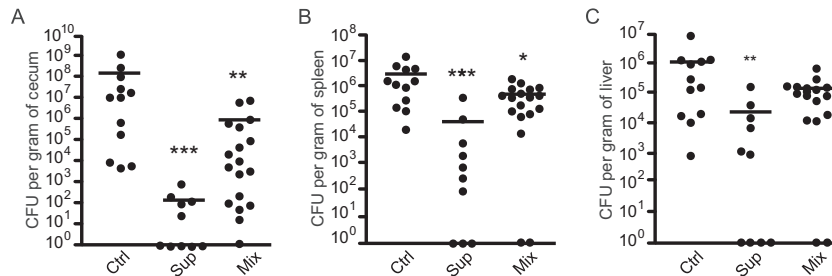 A
CFU per gram of cecum
10^10
10^9
10^8
10^7
10^6
10^5
10^4
10^3
10^2
10^1
10^0
***
**
Ctrl
Sup
Mix
B
CFU per gram of spleen
10^8
10^7
10^6
10^5
10^4
10^3
10^2
10^1
10^0
***
*
Ctrl
Sup
Mix
C
CFU per gram of liver
10^7
10^6
10^5
10^4
10^3
10^2
10^1
10^0
**
Ctrl
Sup
Mix